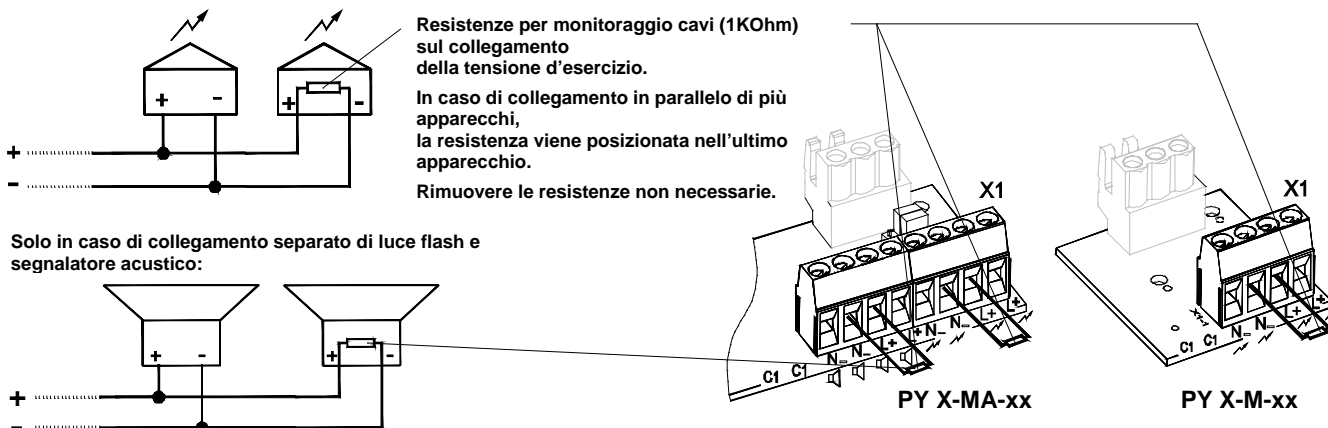 Resistenze per monitoraggio cavi (1KOhm)
sul collegamento
della tensione d'esercizio.
In caso di collegamento in parallelo di più
apparecchi,
la resistenza viene posizionata nell'ultimo
apparecchio.
Rimuovere le resistenze non necessarie.
+ -
+ -
+
-
Solo in caso di collegamento separato di luce flash e
segnalatore acustico:
+ -
+ -
+
-
X1
C1 C1 N- N- L+ L+ N- N- L+ L+
PY X-MA-xx
X1
X1-1
C1 C1 N- N- L+ L+
PY X-M-xx